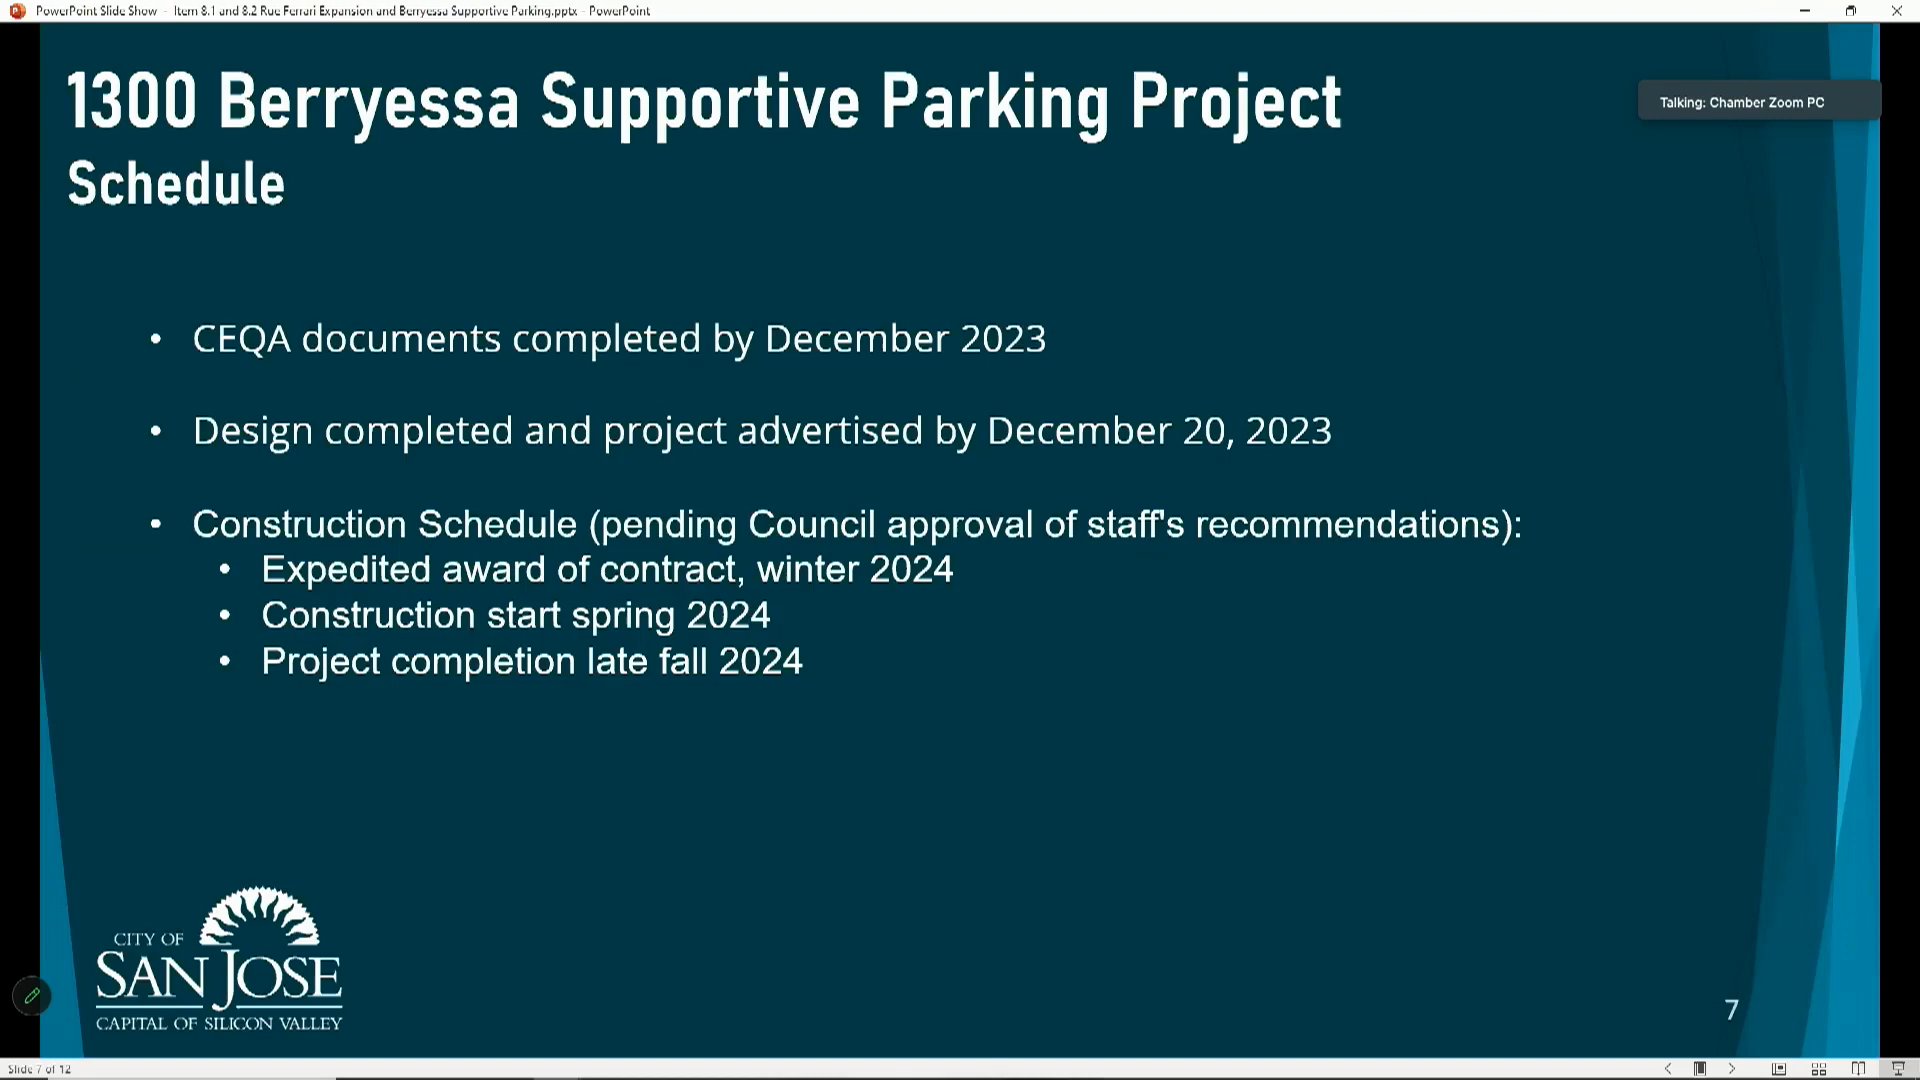 PowerPoint Slide Show - Item 8.1 and 8.2 Rue Ferrari Expansion and Berryessa Supportive Parking.pptx - PowerPoint
1300 Berryessa Supportive Parking Project
Talking: Chamber Zoom PC
Schedule
• CEQA documents completed by December 2023
• Design completed and project advertised by December 20, 2023
• Construction Schedule (pending Council approval of staff's recommendations):
• Expedited award of contract, winter 2024
• Construction start spring 2024
• Project completion late fall 2024
CITY OF
SAN JOSE
CAPITAL OF SILICON VALLEY
7
Slide 7 of 12